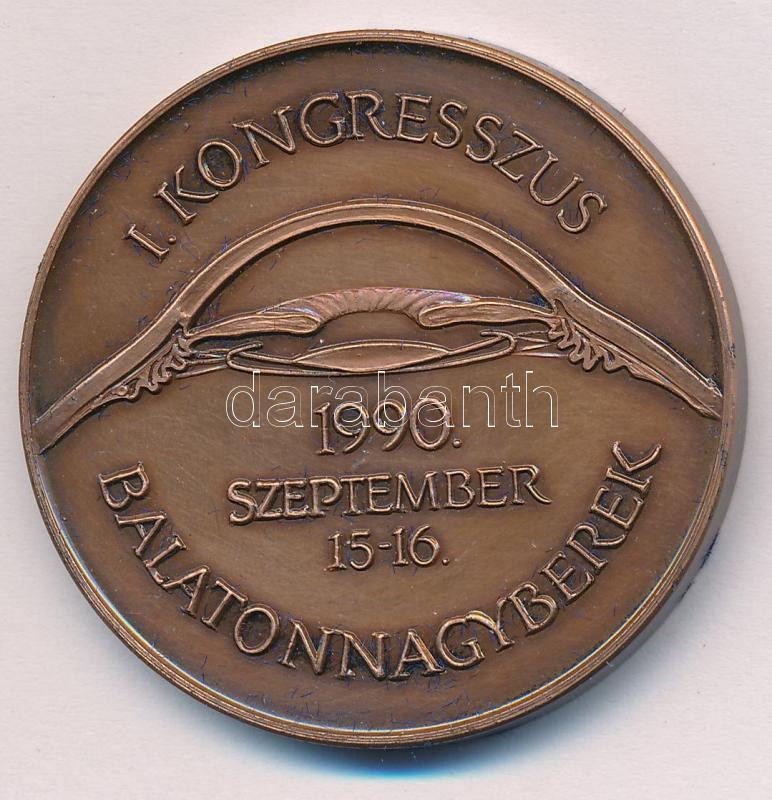 I. KONGRESSZUS
darabanth
1990.
SZEPTEMBER
15-16.
BALATONNAGYBEREK